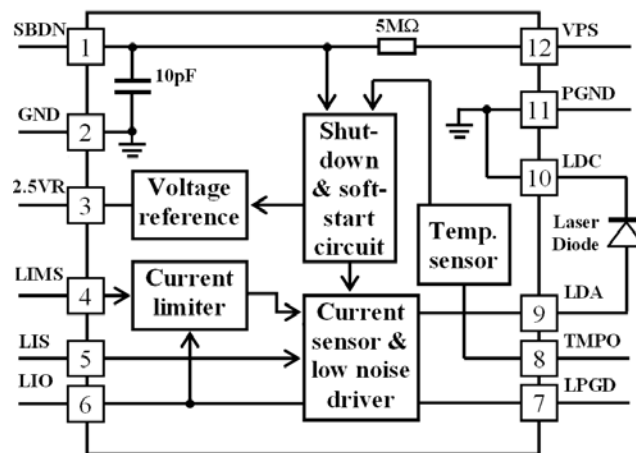 SBDN
1
10pF
5MΩ
12
VPS
GND
2
11
PGND
2.5VR
3
Voltage
reference
Shut-
down
& soft-
start
circuit
Temp.
sensor
10
LDC
Laser
Diode
LIMS
4
Current
limiter
Current
sensor &
low noise
driver
9
LDA
LIS
5
8
TMPO
LIO
6
7
LPGD